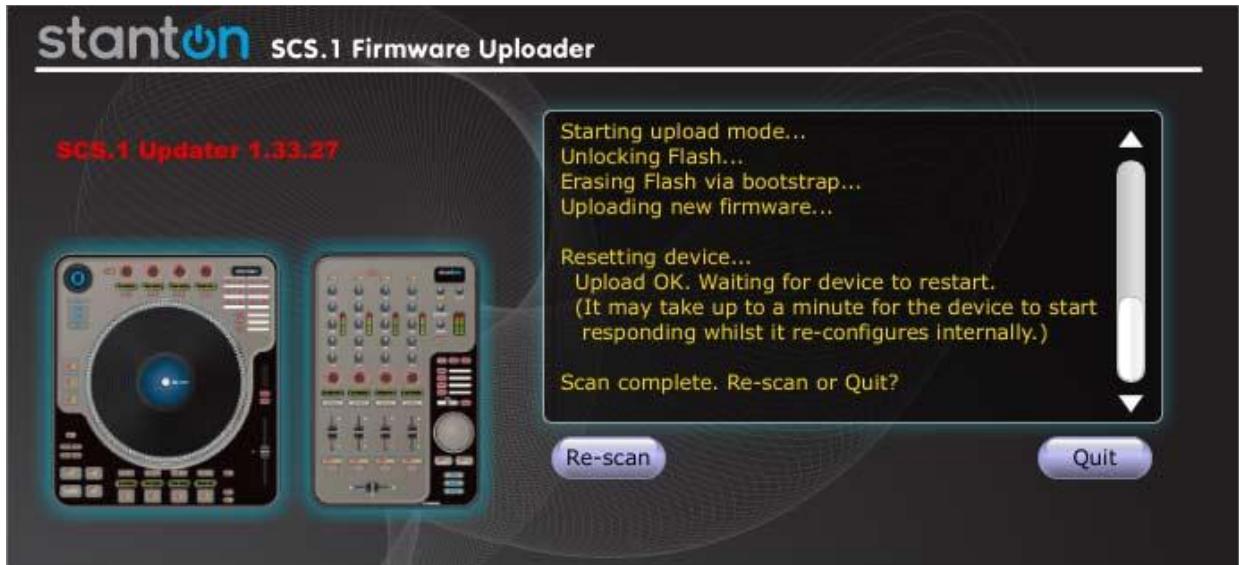 stanton SCS.1 Firmware Uploader
SCS.1 Updater 1.33.27
Starting upload mode...
Unlocking Flash...
Erasing Flash via bootstrap...
Uploading new firmware...
Resetting device...
Upload OK. Waiting for device to restart.
(It may take up to a minute for the device to start
responding whilst it re-configures internally.)
Scan complete. Re-scan or Quit?
Re-scan
Quit